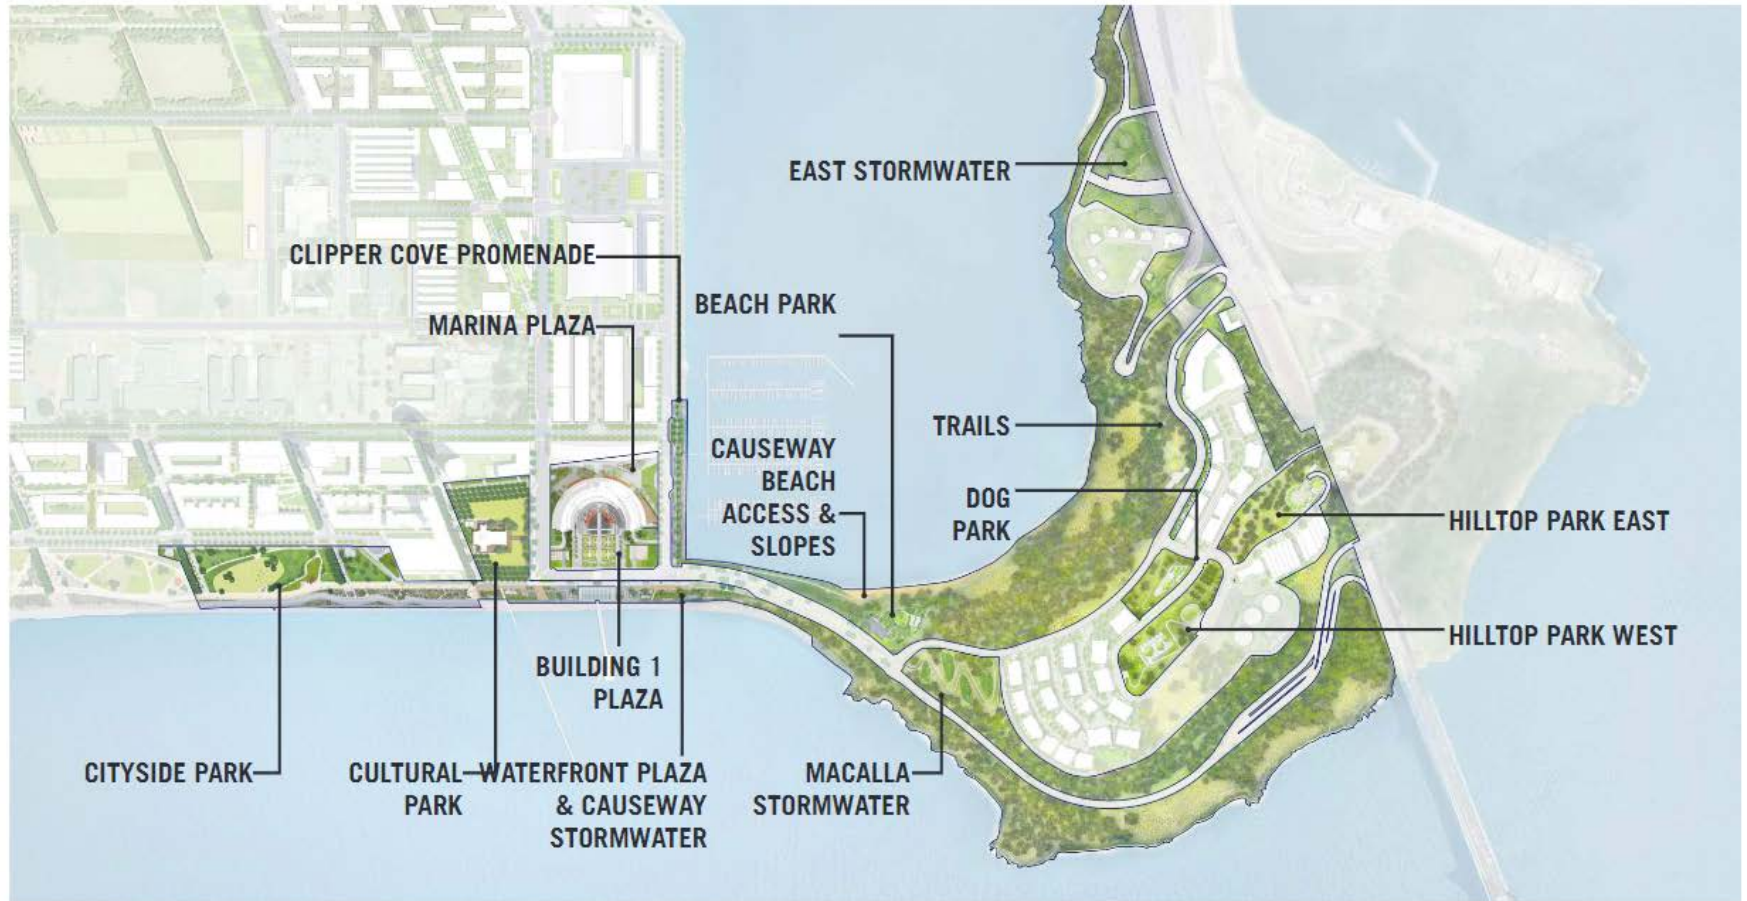 EAST STORMWATER
CLIPPER COVE PROMENADE
BEACH PARK
MARINA PLAZA
TRAILS
CAUSEWAY
BEACH
ACCESS &
SLOPES
DOG
PARK
HILLTOP PARK EAST
HILLTOP PARK WEST
BUILDING 1
PLAZA
CITYSIDE PARK
CULTURAL
PARK
WATERFRONT PLAZA
& CAUSEWAY
STORMWATER
MACALLA
STORMWATER